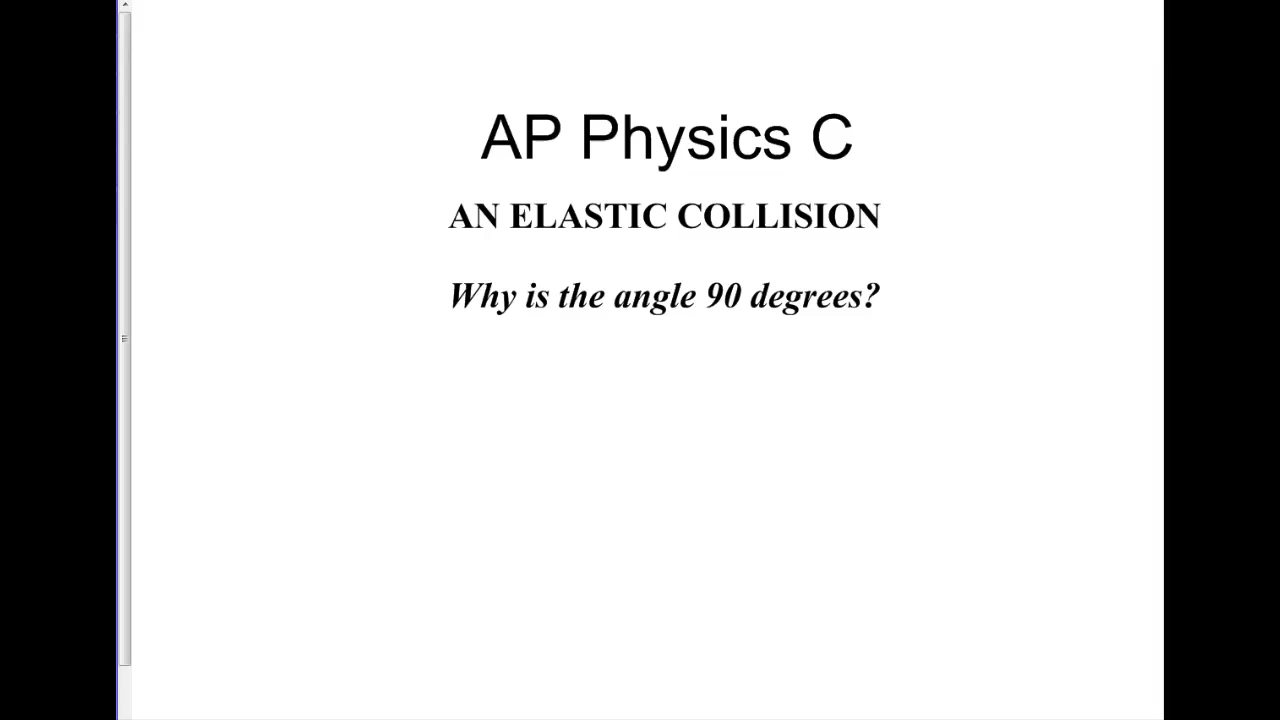 AP Physics C
AN ELASTIC COLLISION
Why is the angle 90 degrees?